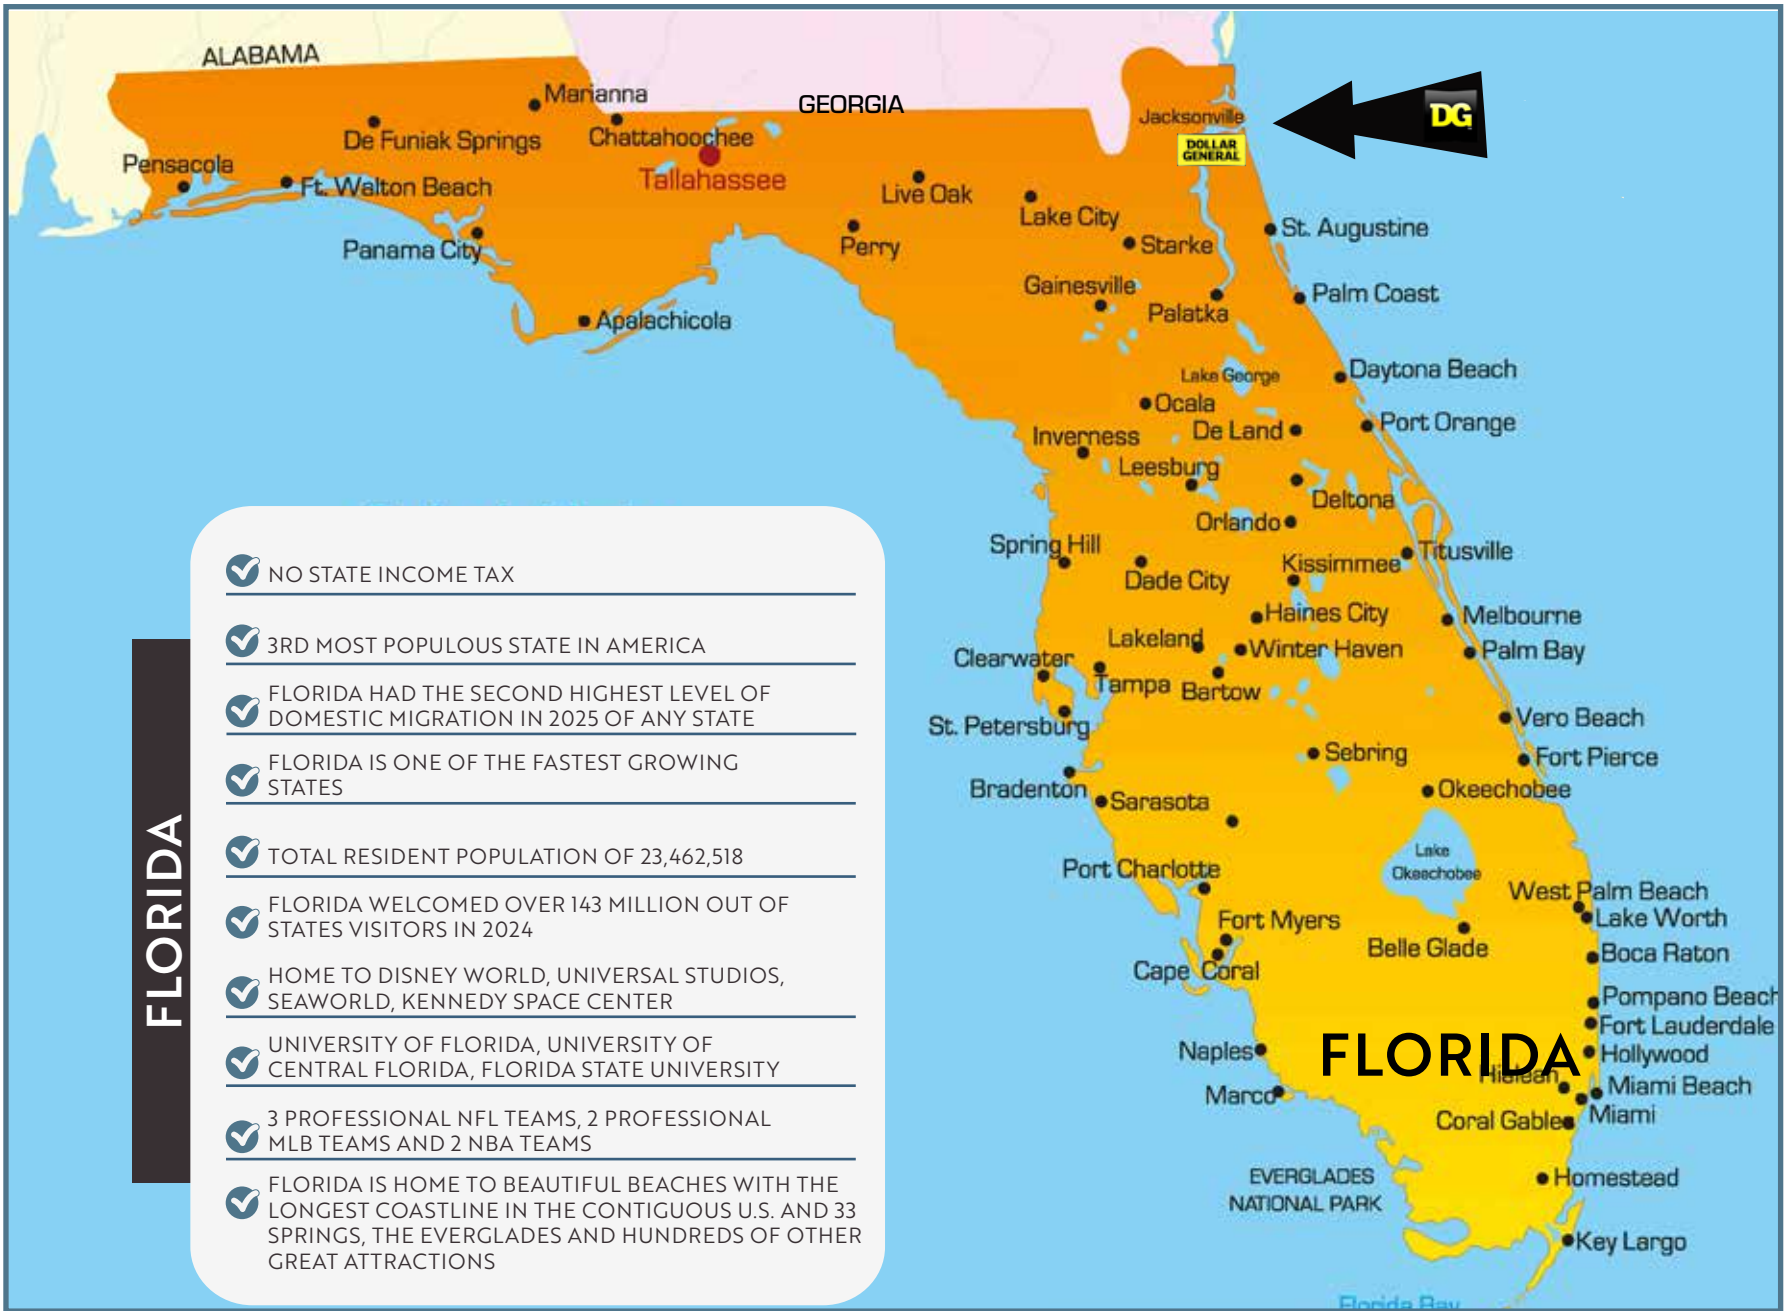 ALABAMA
GEORGIA
Marianna
De Funiak Springs
Chattahoochee
Tallahassee
Pensacola
Ft. Walton Beach
Panama City
Apalachicola
Live Oak
Perry
Lake City
Starke
Jacksonville
DOLLAR
GENERAL
DG
St. Augustine
Gainesville
Palatka
Palm Coast
Lake George
Daytona Beach
Ocala
Port Orange
De Land
Inverness
Leesburg
Deltona
Orlando
Spring Hill
Titusville
Kissimmee
Dade City
Haines City
Melbourne
Lakeland
Winter Haven
Palm Bay
Clearwater
Tampa
Bartow
St. Petersburg
Vero Beach
Sebring
Fort Pierce
Bradenton
Okeechobee
Sarasota
Lake
Okeechobee
Port Charlotte
West Palm Beach
Lake Worth
Fort Myers
Belle Glade
Boca Raton
Cape Coral
Pompano Beach
Fort Lauderdale
Naples
FLORIDA
Hollywood
Hialeah
Miami Beach
Marco
Miami
Coral Gable
EVERGLADES
NATIONAL PARK
Homestead
Key Largo
Florida Bay
FLORIDA
NO STATE INCOME TAX
3RD MOST POPULOUS STATE IN AMERICA
FLORIDA HAD THE SECOND HIGHEST LEVEL OF
DOMESTIC MIGRATION IN 2025 OF ANY STATE
FLORIDA IS ONE OF THE FASTEST GROWING
STATES
TOTAL RESIDENT POPULATION OF 23,462,518
FLORIDA WELCOMED OVER 143 MILLION OUT OF
STATES VISITORS IN 2024
HOME TO DISNEY WORLD, UNIVERSAL STUDIOS,
SEAWORLD, KENNEDY SPACE CENTER
UNIVERSITY OF FLORIDA, UNIVERSITY OF
CENTRAL FLORIDA, FLORIDA STATE UNIVERSITY
3 PROFESSIONAL NFL TEAMS, 2 PROFESSIONAL
MLB TEAMS AND 2 NBA TEAMS
FLORIDA IS HOME TO BEAUTIFUL BEACHES WITH THE
LONGEST COASTLINE IN THE CONTIGUOUS U.S. AND 33
SPRINGS, THE EVERGLADES AND HUNDREDS OF OTHER
GREAT ATTRACTIONS